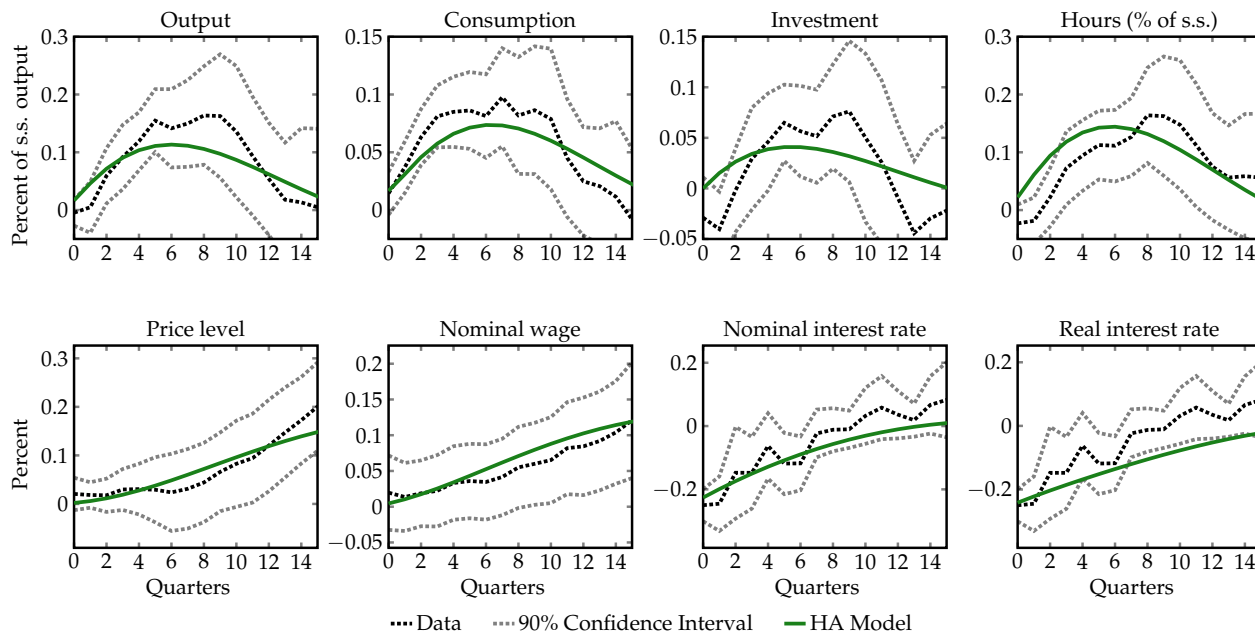 Output
Consumption
Investment
Hours (% of s.s.)
Percent of s.s. output
0.3
0.2
0.1
0
0 2 4 6 8 10 12 14
0.15
0.1
0.05
0
0 2 4 6 8 10 12 14
0.15
0.1
0.05
0
−0.05
0 2 4 6 8 10 12 14
0.3
0.2
0.1
0
0 2 4 6 8 10 12 14
Price level
Nominal wage
Nominal interest rate
Real interest rate
Percent
0.3
0.2
0.1
0
0 2 4 6 8 10 12 14
Quarters
0.2
0.15
0.1
0.05
0
−0.05
0 2 4 6 8 10 12 14
Quarters
0.2
0
−0.2
0 2 4 6 8 10 12 14
Quarters
0.2
0
−0.2
0 2 4 6 8 10 12 14
Quarters
Data 90% Confidence Interval HA Model